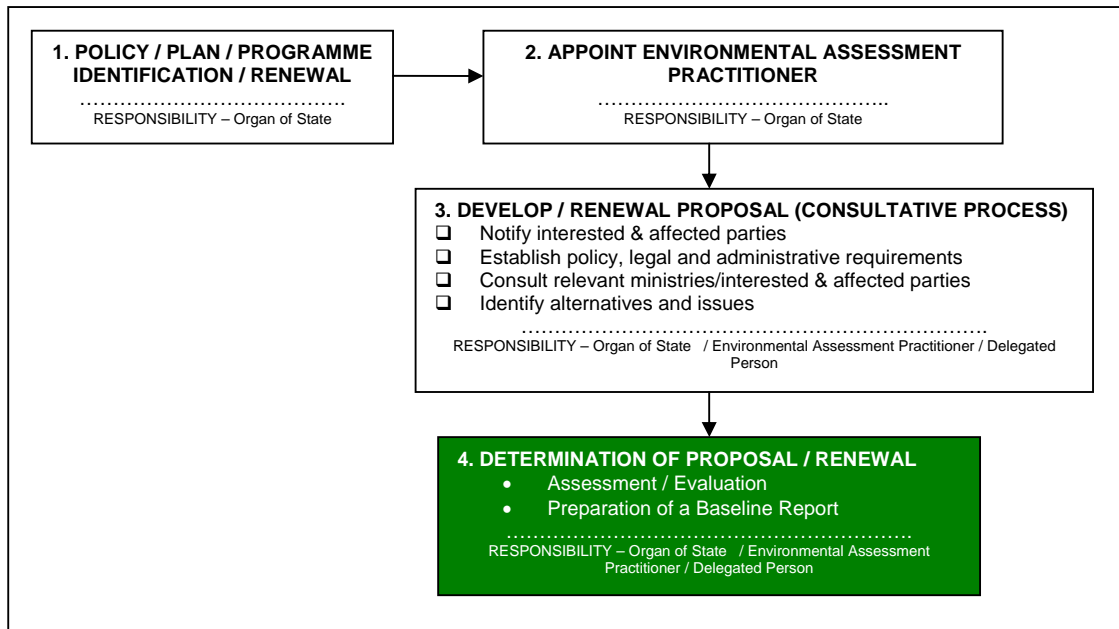 1. POLICY / PLAN / PROGRAMME
IDENTIFICATION / RENEWAL
…………………………………….
RESPONSIBILITY – Organ of State
2. APPOINT ENVIRONMENTAL ASSESSMENT
PRACTITIONER
……………………………………..
RESPONSIBILITY – Organ of State
3. DEVELOP / RENEWAL PROPOSAL (CONSULTATIVE PROCESS)
❑ Notify interested & affected parties
❑ Establish policy, legal and administrative requirements
❑ Consult relevant ministries/interested & affected parties
❑ Identify alternatives and issues
…………………………………………………………….
RESPONSIBILITY – Organ of State / Environmental Assessment Practitioner / Delegated
Person
4. DETERMINATION OF PROPOSAL / RENEWAL
• Assessment / Evaluation
• Preparation of a Baseline Report
…………………………………………………….
RESPONSIBILITY – Organ of State / Environmental Assessment
Practitioner / Delegated Person